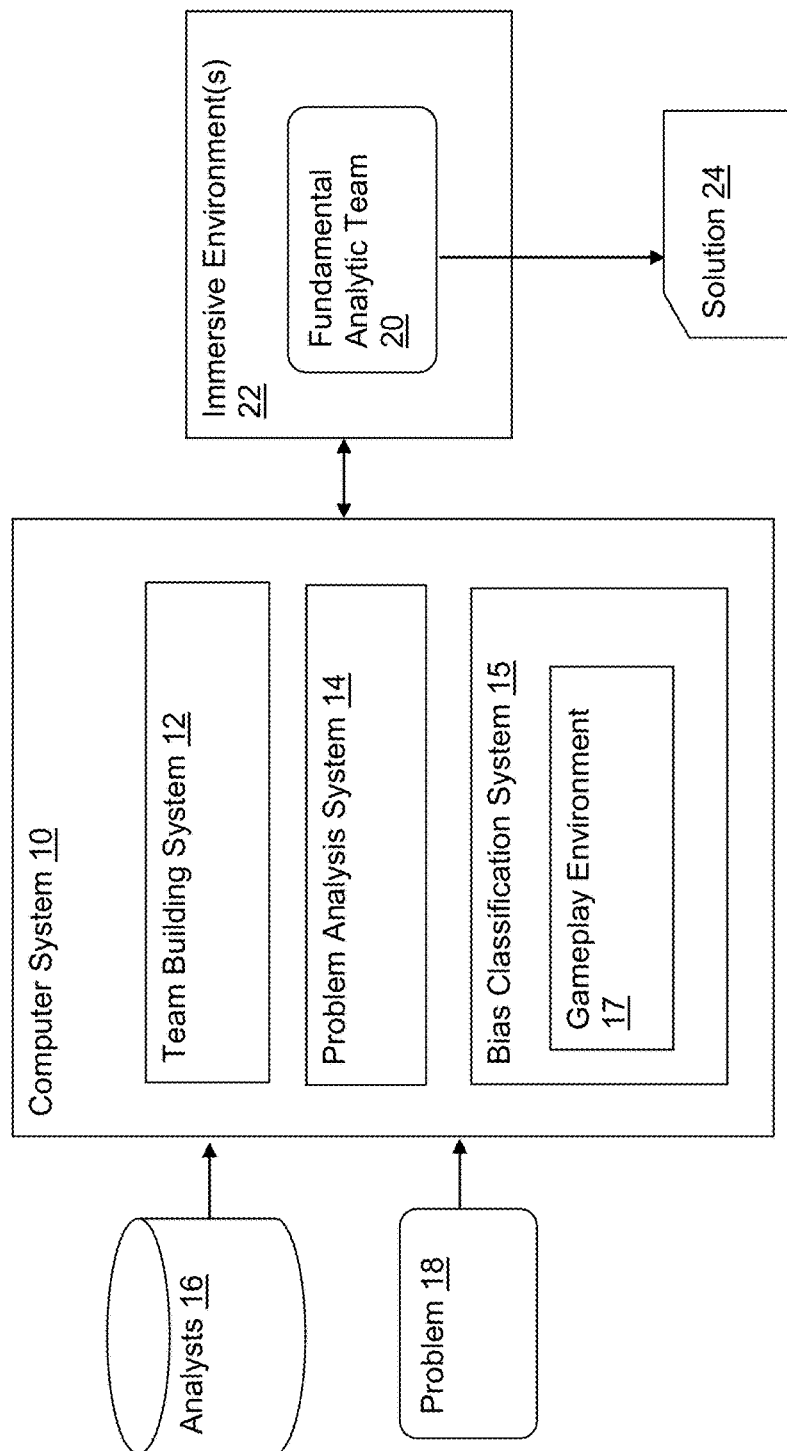 Analysts 16
Problem 18
Computer System 10
Team Building System 12
Problem Analysis System 14
Bias Classification System 15
Gameplay Environment
17
Immersive Environment(s)
22
Fundamental
Analytic Team
20
Solution 24